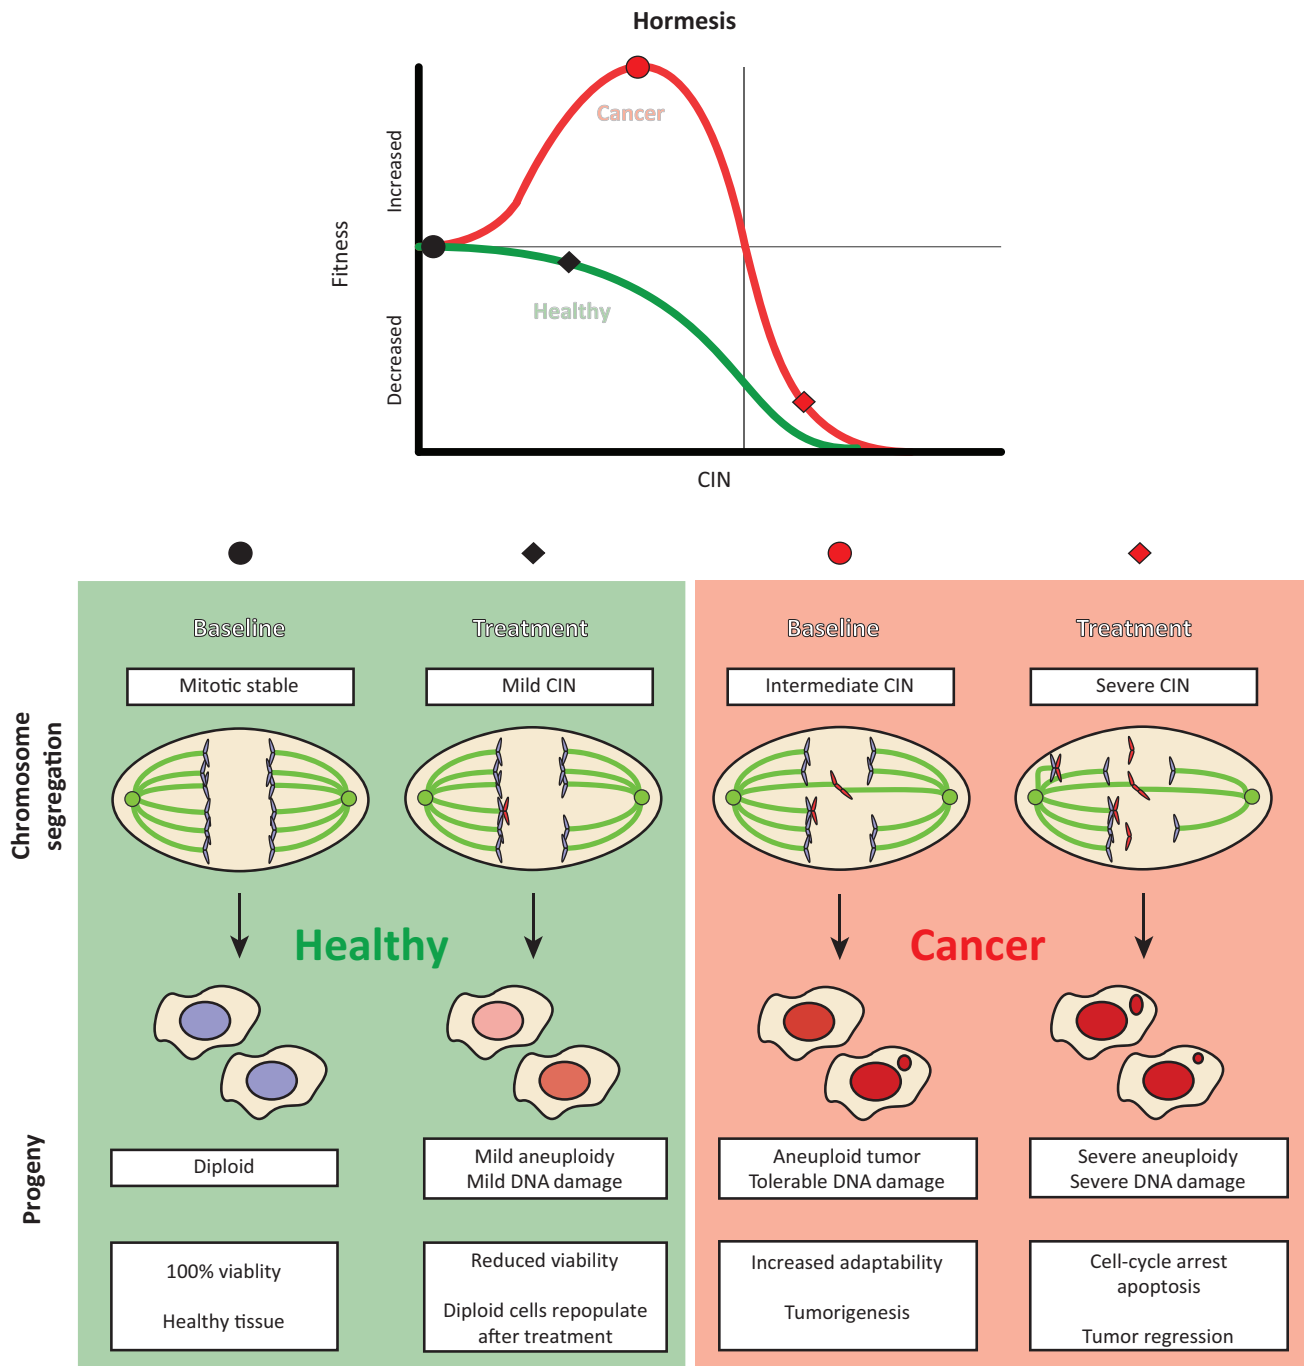 Hormesis
Cancer
Healthy
Increased
Fitness
Decreased
CIN
Baseline
Treatment
Baseline
Treatment
Mitotic stable
Mild CIN
Intermediate CIN
Severe CIN
Chromosome
segregation
Healthy
Cancer
Progeny
Diploid
Mild aneuploidy
Mild DNA damage
Aneuploid tumor
Tolerable DNA damage
Severe aneuploidy
Severe DNA damage
100% viablity
Healthy tissue
Reduced viability
Diploid cells repopulate
after treatment
Increased adaptability
Tumorigenesis
Cell-cycle arrest
apoptosis
Tumor regression